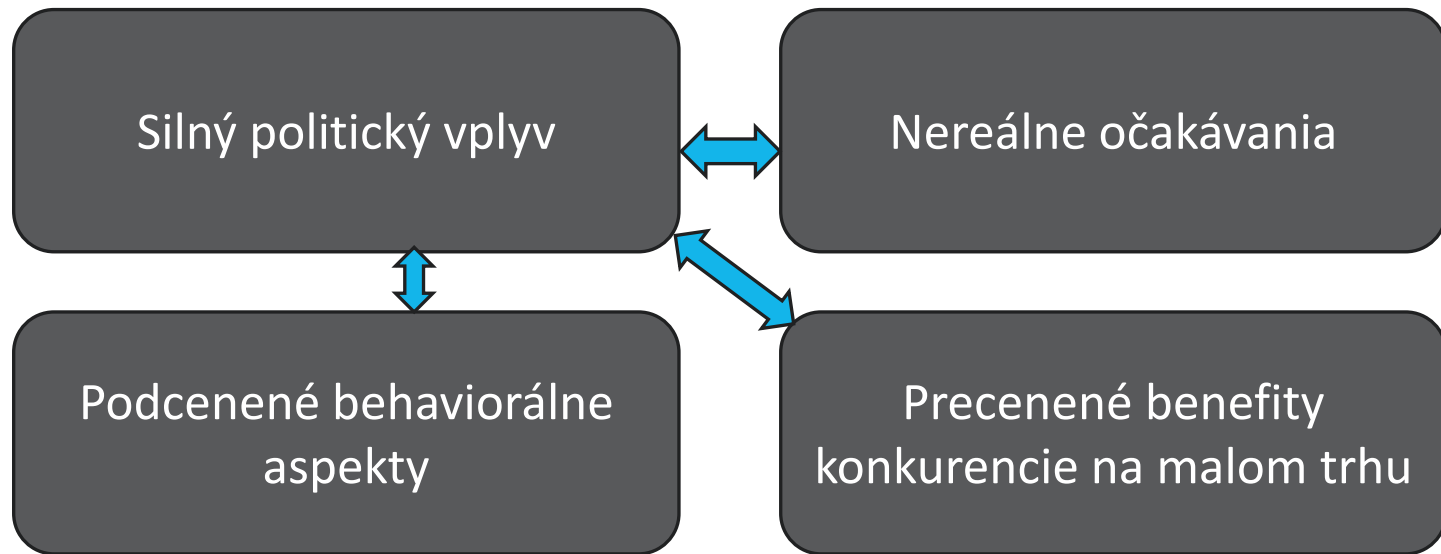 Silný politický vplyv
Nereálne očakávania
Podcenené behaviorálne
aspekty
Precenené benefity
konkurencie na malom trhu